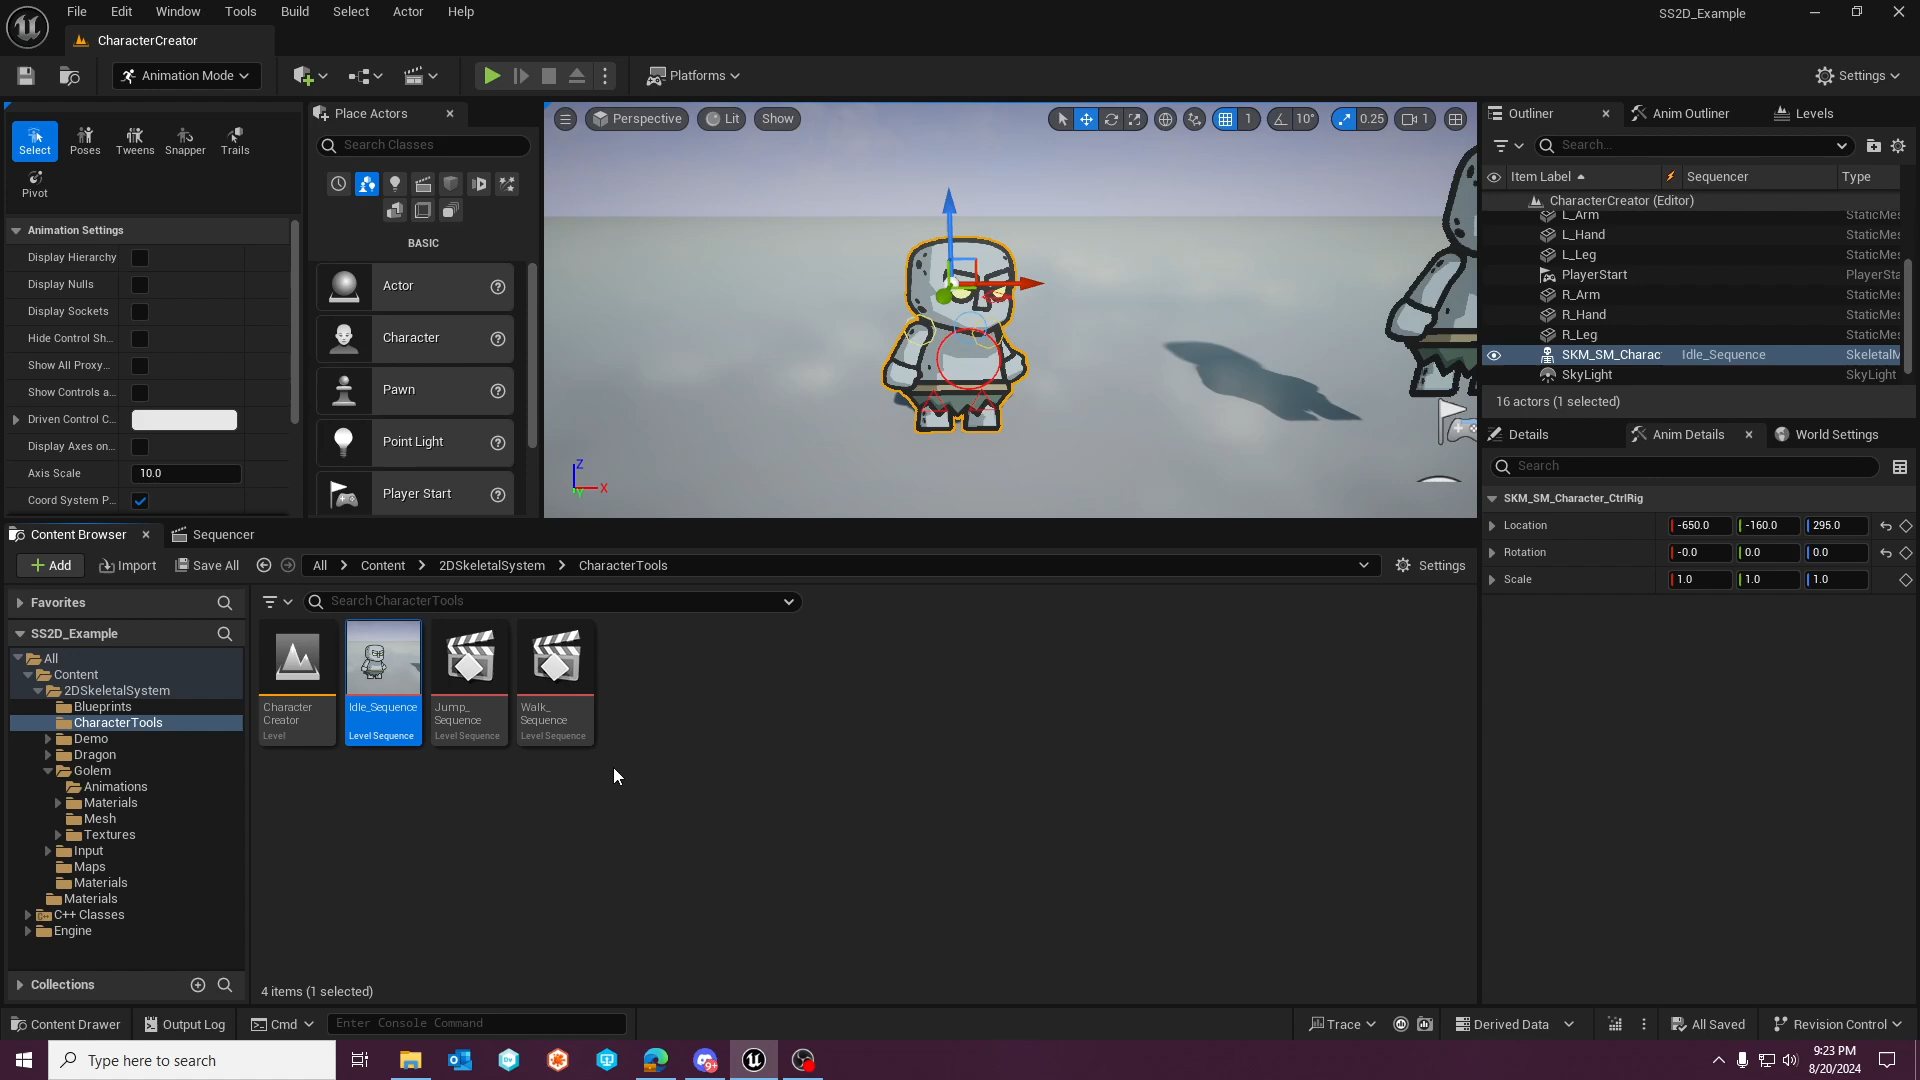 File Edit Window Tools Build Select Actor Help
SS2D_Example
CharacterCreator
Animation Mode
Platforms
Settings
Select Poses Tweens Snapper Trails
Pivot
Animation Settings
Display Hierarchy
Display Nulls
Display Sockets
Hide Control Sh...
Show All Proxy...
Show Controls a...
Driven Control C...
Display Axes on...
Axis Scale 10.0
Coord System P...
Place Actors
Search Classes
BASIC
Actor
Character
Pawn
Point Light
Player Start
Perspective Lit Show
1 10° 0.25 1
Z
X
Y
Outliner Anim Outliner Levels
Search...
Item Label Sequencer Type
CharacterCreator (Editor)
L_Arm StaticMes
L_Hand StaticMes
L_Leg StaticMes
PlayerStart PlayerSta
R_Arm StaticMes
R_Hand StaticMes
R_Leg StaticMes
SKM_SM_Charac Idle_Sequence SkeletalM
SkyLight SkyLight
16 actors (1 selected)
Details Anim Details World Settings
Search
SKM_SM_Character_CtrlRig
Location -650.0 -160.0 295.0
Rotation -0.0 0.0 0.0
Scale 1.0 1.0 1.0
Content Browser Sequencer
Add Import Save All All Content 2DSkeletalSystem CharacterTools Settings
Favorites
SS2D_Example
All
Content
2DSkeletalSystem
Blueprints
CharacterTools
Demo
Dragon
Golem
Animations
Materials
Mesh
Textures
Input
Maps
Materials
Materials
C++ Classes
Engine
Collections
Search CharacterTools
Character
Creator
Level
Idle_Sequence
Level Sequence
Jump_
Sequence
Level Sequence
Walk_
Sequence
Level Sequence
4 items (1 selected)
Content Drawer Output Log Cmd Enter Console Command Trace Derived Data All Saved Revision Control
Type here to search
9+
9:23 PM
8/20/2024